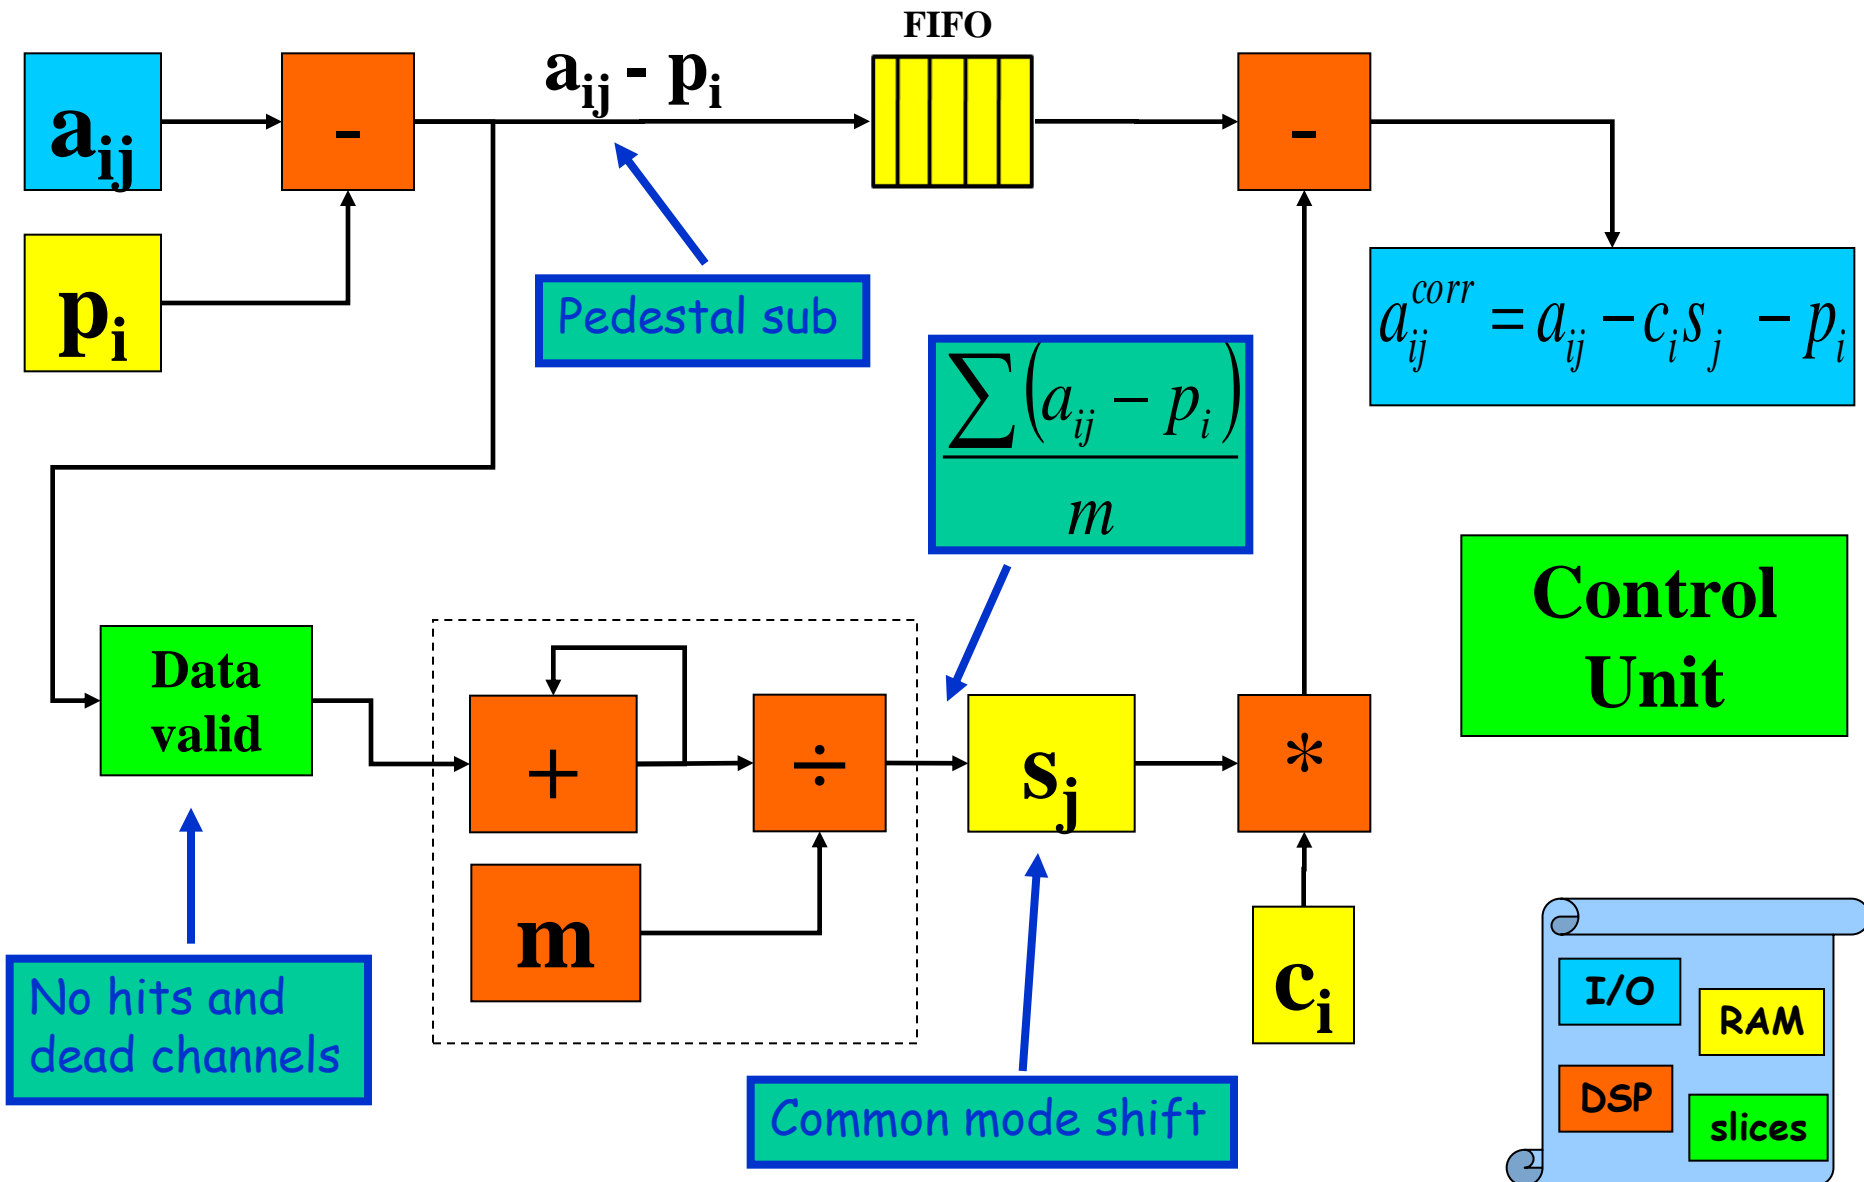 FIFO
a_ij
-
a_ij - p_i
-
p_i
Pedestal sub
a_ij^corr = a_ij − c_i s_j − p_i
∑(a_ij − p_i)
m
Control
Unit
Data
valid
+
÷
s_j
*
m
c_i
No hits and
dead channels
Common mode shift
I/O
RAM
DSP
slices